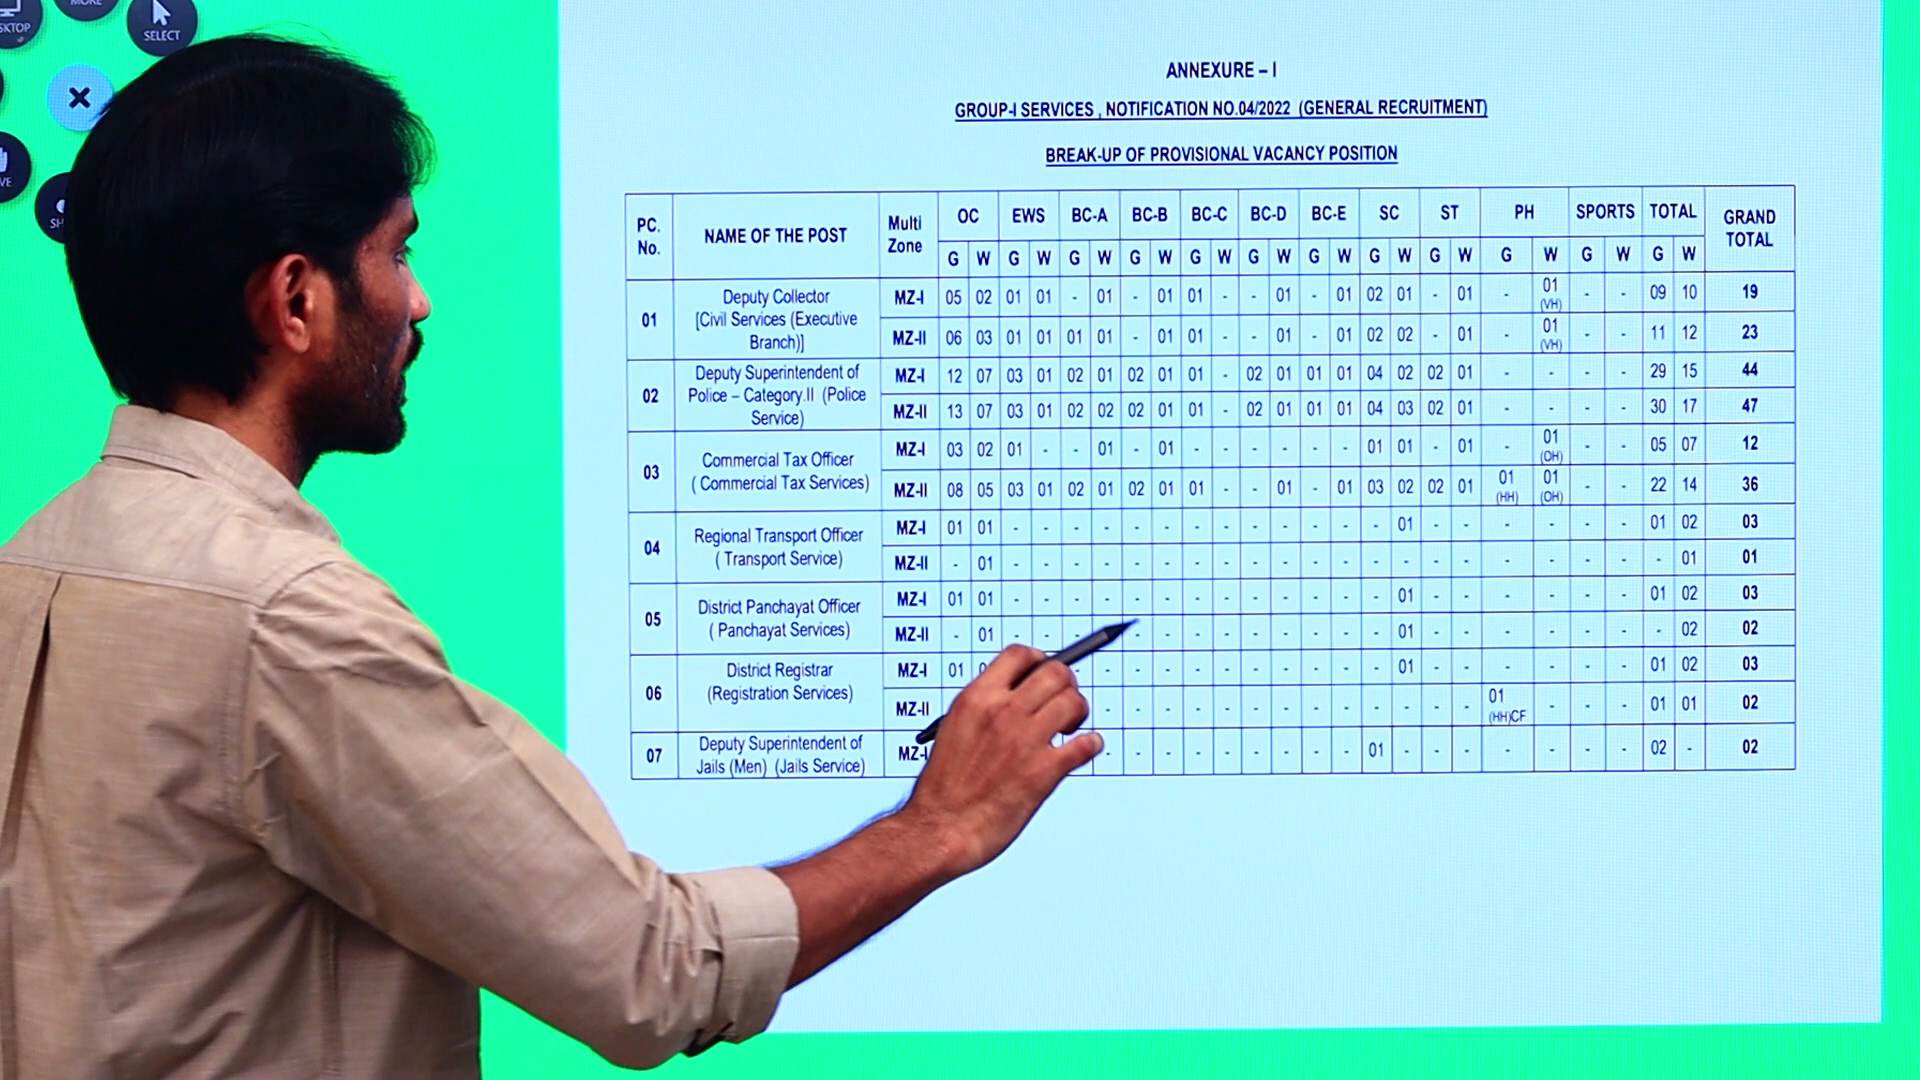 MORE
SELECT
ANNEXURE – I
GROUP-I SERVICES , NOTIFICATION NO.04/2022 (GENERAL RECRUITMENT)
BREAK-UP OF PROVISIONAL VACANCY POSITION
PC. No. NAME OF THE POST Multi Zone OC EWS BC-A BC-B BC-C BC-D BC-E SC ST PH SPORTS TOTAL GRAND TOTAL
G W G W G W G W G W G W G W G W G W G W G W G W
01 Deputy Collector [Civil Services (Executive Branch)] MZ-I 05 02 01 01 - 01 - 01 01 - - 01 - 01 02 01 - 01 - 01 (VH) - - 09 10 19
MZ-II 06 03 01 01 01 01 - 01 01 - - 01 - 01 02 02 - 01 - 01 (VH) - - 11 12 23
02 Deputy Superintendent of Police – Category.II (Police Service) MZ-I 12 07 03 01 02 01 02 01 01 - 02 01 01 01 04 02 02 01 - - - - 29 15 44
MZ-II 13 07 03 01 02 02 02 01 01 - 02 01 01 01 04 03 02 01 - - - - 30 17 47
03 Commercial Tax Officer ( Commercial Tax Services) MZ-I 03 02 01 - - 01 - 01 - - - - - - 01 01 - 01 - 01 (OH) - - 05 07 12
MZ-II 08 05 03 01 02 01 02 01 01 - - 01 - 01 03 02 02 01 01 (HH) 01 (OH) - - 22 14 36
04 Regional Transport Officer ( Transport Service) MZ-I 01 01 - - - - - - - - - - - - - 01 - - - - - - 01 02 03
MZ-II - 01 - - - - - - - - - - - - - - - - - - - - - 01 01
05 District Panchayat Officer ( Panchayat Services) MZ-I 01 01 - - - - - - - - - - - - - 01 - - - - - - 01 02 03
MZ-II - 01 - - - - - - - - - - - - - 01 - - - - - - - 02 02
06 District Registrar (Registration Services) MZ-I 01 - - - - - - - - - - - - 01 - - - - - - 01 02 03
MZ-II - - - - - - - - - - - - - 01 (HH)CF - - - 01 01 02
07 Deputy Superintendent of Jails (Men) (Jails Service) MZ-I - - - - - - - - 01 - - - - - - - 02 - 02